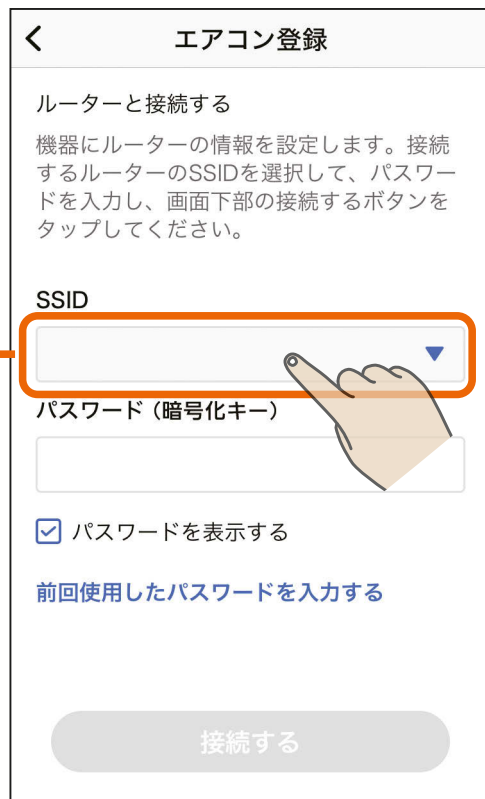 エアコン登録
ルーターと接続する
機器にルーターの情報を設定します。接続
するルーターのSSIDを選択して、パスワー
ドを入力し、画面下部の接続するボタンを
タップしてください。
SSID
パスワード（暗号化キー）
パスワードを表示する
前回使用したパスワードを入力する
接続する